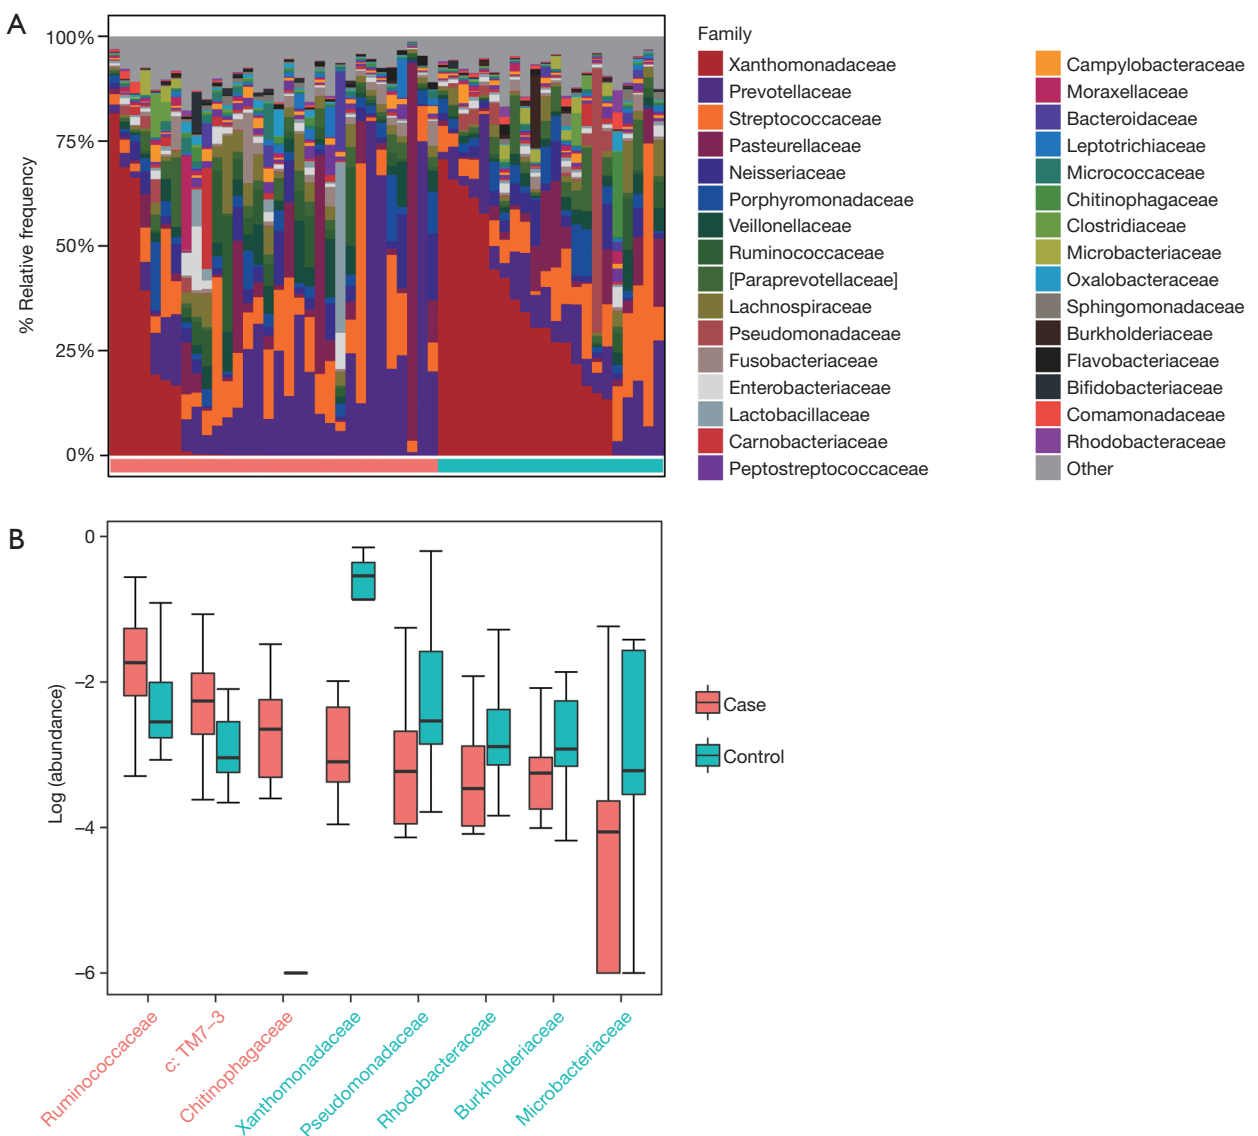 A
100%
75%
50%
25%
0%
% Relative frequency
Family
Xanthomonadaceae
Prevotellaceae
Streptococcaceae
Pasteurellaceae
Neisseriaceae
Porphyromonadaceae
Veillonellaceae
Ruminococcaceae
[Paraprevotellaceae]
Lachnospiraceae
Pseudomonadaceae
Fusobacteriaceae
Enterobacteriaceae
Lactobacillaceae
Carnobacteriaceae
Peptostreptococcaceae
Campylobacteraceae
Moraxellaceae
Bacteroidaceae
Leptotrichiaceae
Micrococcaceae
Chitinophagaceae
Clostridiaceae
Microbacteriaceae
Oxalobacteraceae
Sphingomonadaceae
Burkholderiaceae
Flavobacteriaceae
Bifidobacteriaceae
Comamonadaceae
Rhodobacteraceae
Other
B
0
−2
−4
−6
Log (abundance)
Case
Control
Ruminococcaceae
c: TM7−3
Chitinophagaceae
Xanthomonadaceae
Pseudomonadaceae
Rhodobacteraceae
Burkholderiaceae
Microbacteriaceae